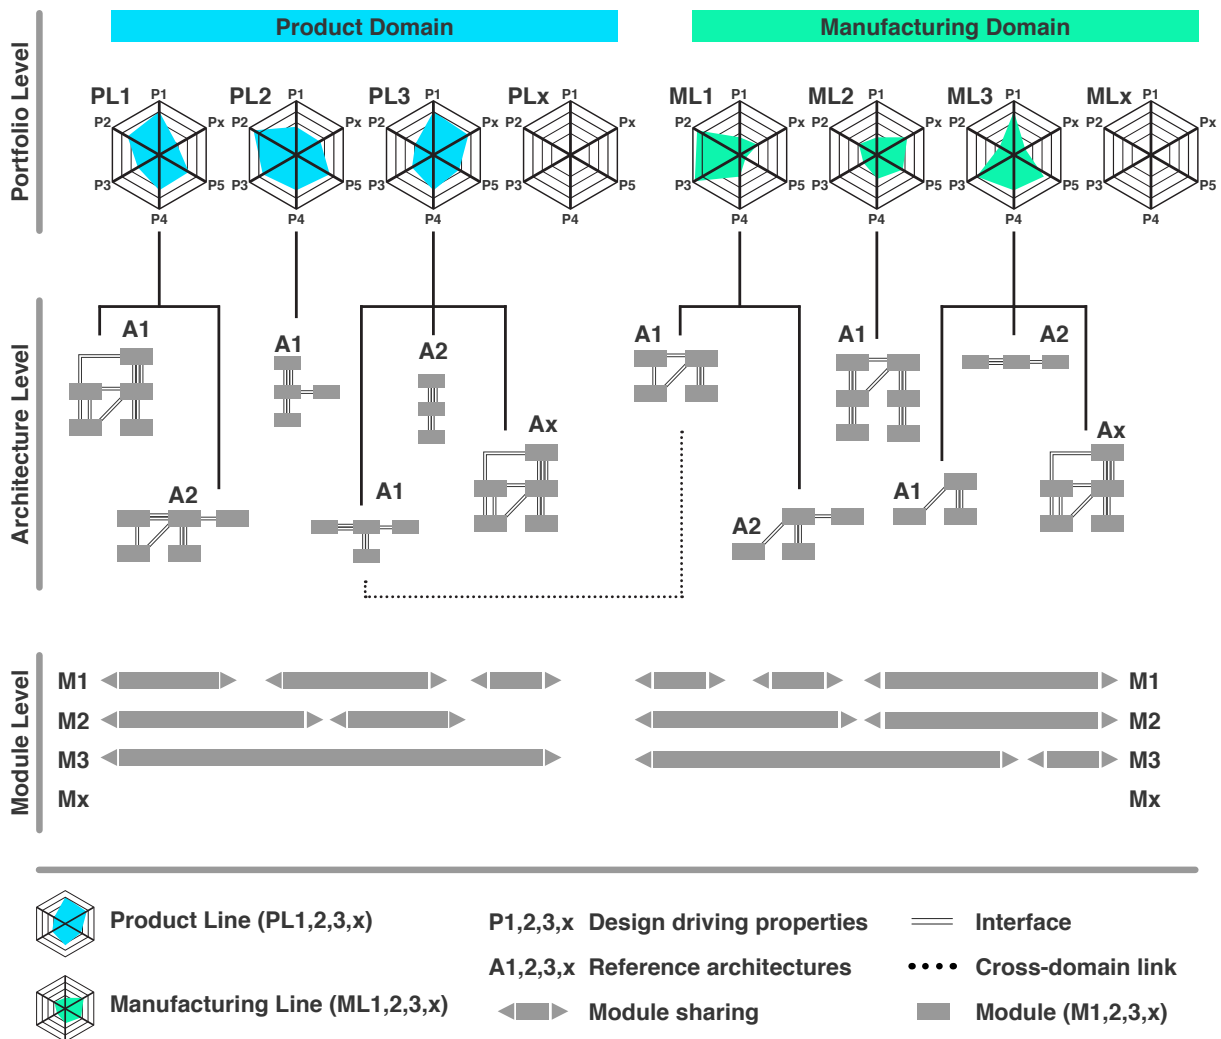 Product Domain
Manufacturing Domain
Portfolio Level
PL1
P1
P2
P3
P4
P5
PL2
P1
Px
P2
P3
P4
P5
PL3
P1
Px
P2
P3
P4
P5
PLx
P1
Px
P2
P3
P4
P5
ML1
P1
Px
P2
P3
P4
P5
ML2
P1
Px
P2
P3
P4
P5
ML3
P1
Px
P2
P3
P4
P5
MLx
P1
Px
P2
P3
P4
P5
Architecture Level
A1
A2
A1
A1
A2
Ax
A1
A2
A1
A1
A2
Ax
Module Level
M1
M1
M2
M2
M3
M3
Mx
Mx
Product Line (PL1,2,3,x)
Manufacturing Line (ML1,2,3,x)
P1,2,3,x Design driving properties
A1,2,3,x Reference architectures
Module sharing
Interface
Cross-domain link
Module (M1,2,3,x)